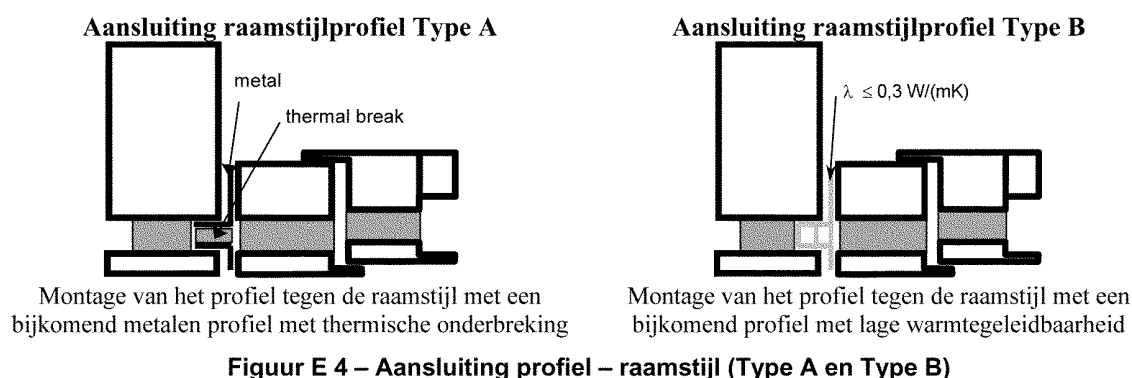 Aansluiting raamstijlprofiel Type A
Aansluiting raamstijlprofiel Type B
metal
thermal break
λ ≤ 0,3 W/(mK)
Montage van het profiel tegen de raamstijl met een
bijkomend metalen profiel met thermische onderbreking
Montage van het profiel tegen de raamstijl met een
bijkomend profiel met lage warmtegeleidbaarheid
Figuur E 4 – Aansluiting profiel – raamstijl (Type A en Type B)